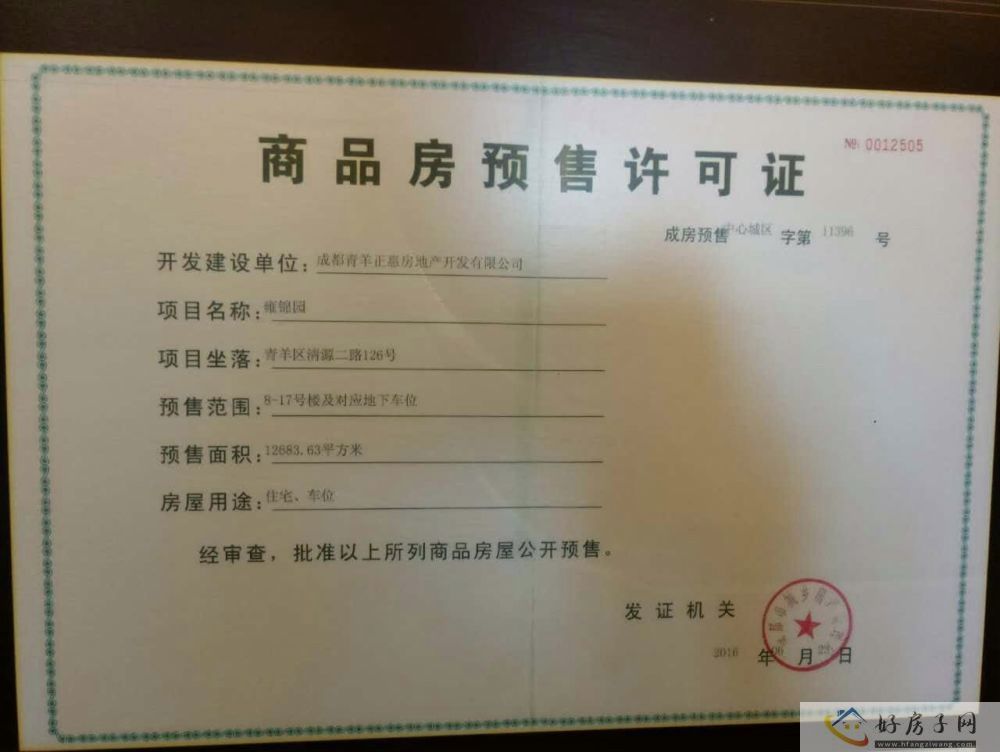 商品房预售许可证
№ 0012505
成房预售中心城区字第 11396 号
开发建设单位：成都青羊正惠房地产开发有限公司
项目名称：雍锦园
项目坐落：青羊区清源二路126号
预售范围：8-17号楼及对应地下车位
预售面积：12683.63平方米
房屋用途：住宅、车位
经审查，批准以上所列商品房屋公开预售。
发证机关
2016 年 06 月 日
好房子网
www.hfangziwang.com